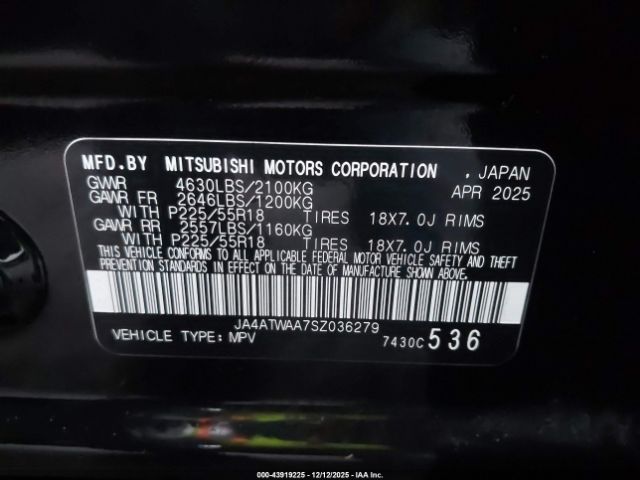 MFD.BY MITSUBISHI MOTORS CORPORATION , JAPAN
GVWR 4630LBS/2100KG APR 2025
GAWR FR 2646LBS/1200KG
WITH P225/55R18 TIRES 18X7.0J RIMS
GAWR RR 2557LBS/1160KG
WITH P225/55R18 TIRES 18X7.0J RIMS
THIS VEHICLE CONFORMS TO ALL APPLICABLE FEDERAL MOTOR VEHICLE SAFETY AND THEFT
PREVENTION STANDARDS IN EFFECT ON THE DATE OF MANUFACTURE SHOWN ABOVE.
JA4ATWAA7SZ036279
VEHICLE TYPE: MPV 7430C 536
000-43919225 - 12/12/2025 - IAA Inc.